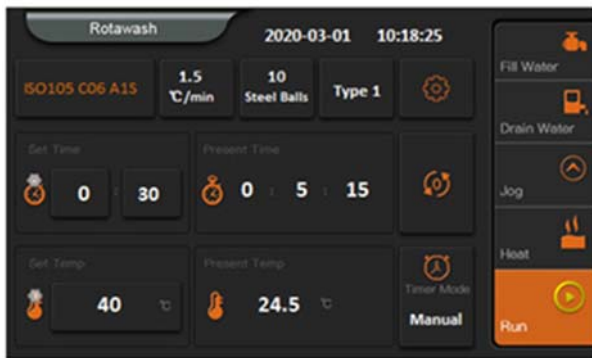 Rotawash
2020-03-01 10:18:25
ISO105 C06 A1S
1.5
℃/min
10
Steel Balls
Type 1
Fill Water
Drain Water
Set Time
0 : 30
Present Time
0 : 5 : 15
Jog
Set Temp
40 ℃
Present Temp
24.5 ℃
Timer Mode
Manual
Heat
Run